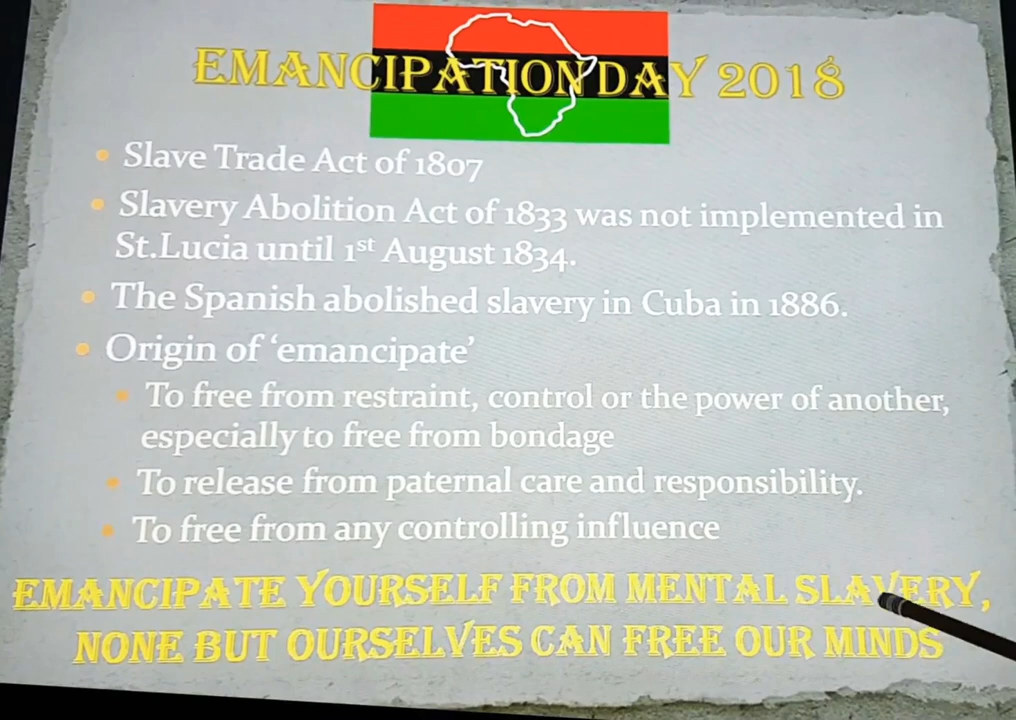 EMANCIPATION DAY 2018
Slave Trade Act of 1807
Slavery Abolition Act of 1833 was not implemented in
St.Lucia until 1st August 1834.
The Spanish abolished slavery in Cuba in 1886.
Origin of ‘emancipate’
To free from restraint, control or the power of another,
especially to free from bondage
To release from paternal care and responsibility.
To free from any controlling influence
EMANCIPATE YOURSELF FROM MENTAL SLAVERY,
NONE BUT OURSELVES CAN FREE OUR MINDS